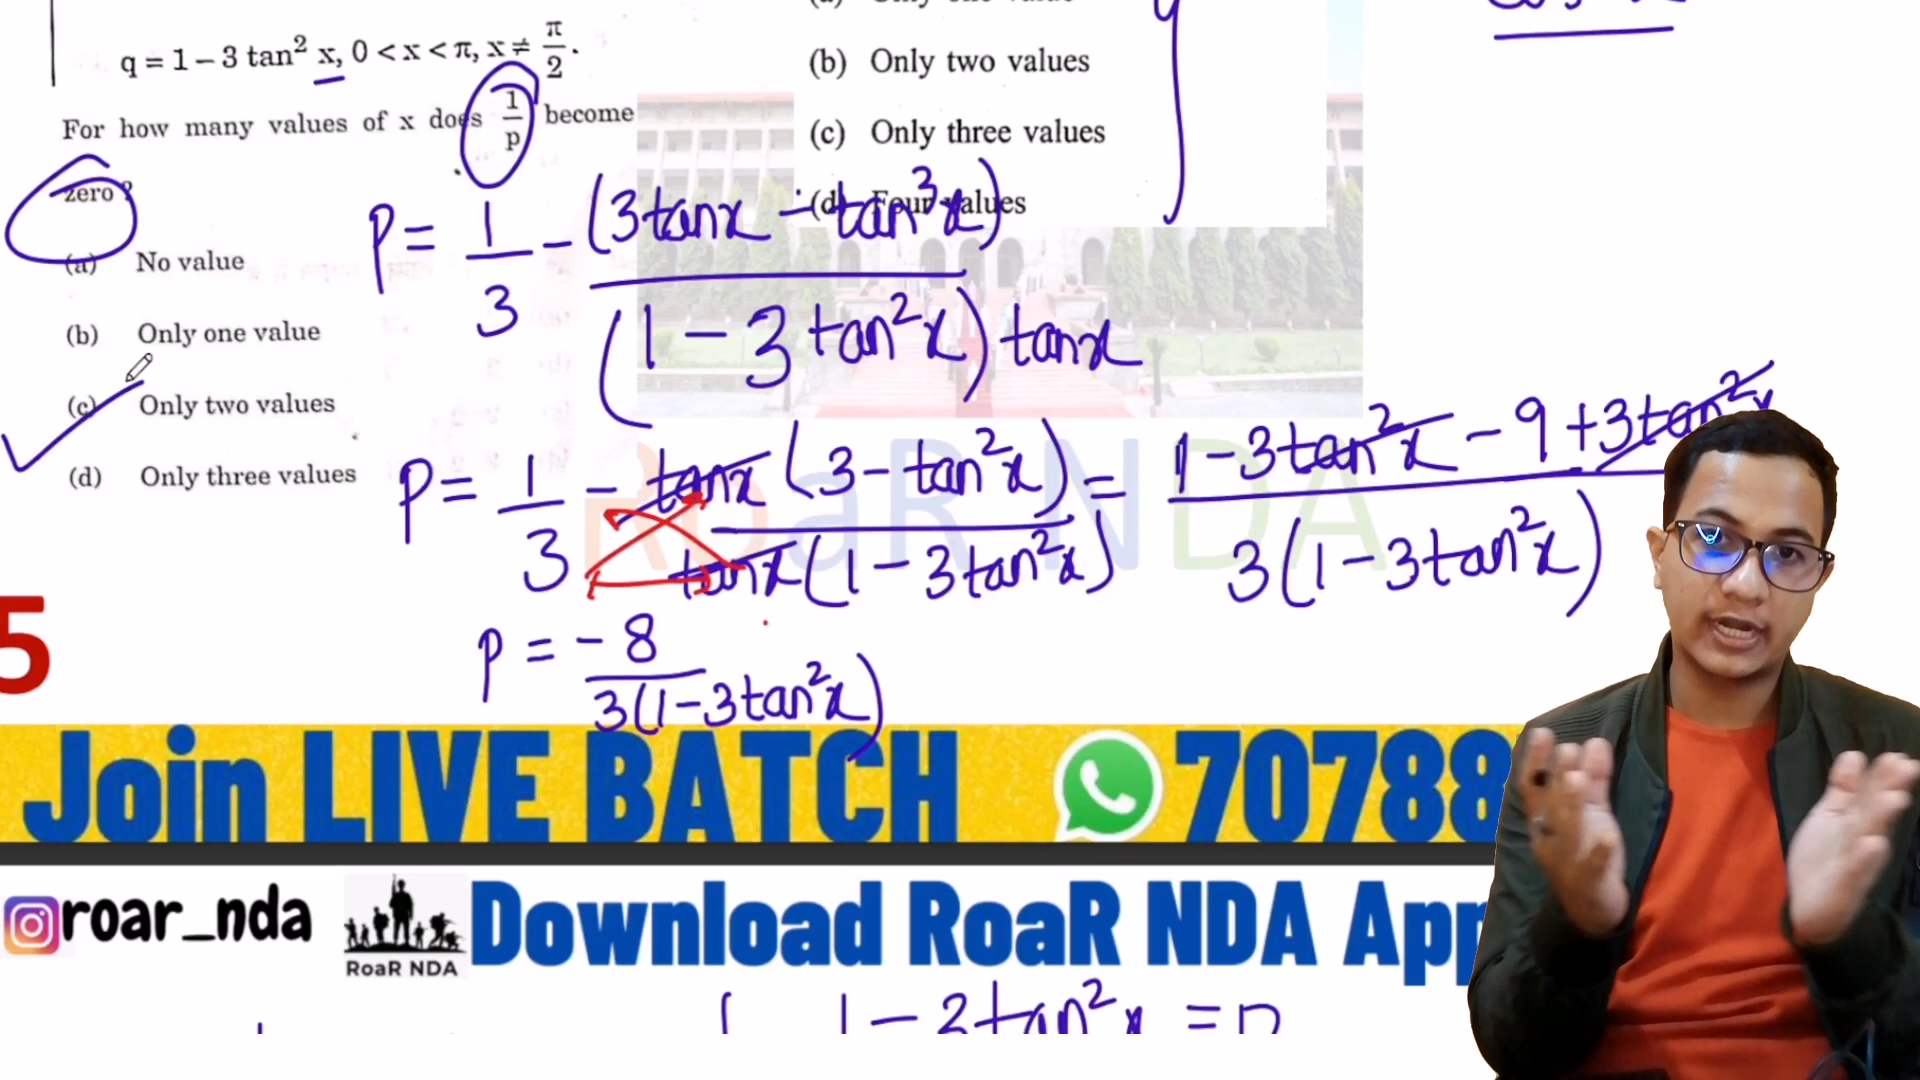 q = 1 – 3 tan² x, 0 < x < π, x ≠ π/2.
For how many values of x does 1/p become
zero ?
(a) No value
(b) Only one value
(c) Only two values
(d) Only three values
(b) Only two values
(c) Only three values
(d) Four values
p = 1/3 - (3tanx - tan³x) / (1 - 3tan²x) tanx
p = 1/3 - tanx (3 - tan²x) / tanx (1 - 3tan²x) = 1 - 3tan²x - 9 + 3tan²x / 3(1 - 3tan²x)
p = -8 / 3(1 - 3tan²x)
RoaR NDA
5
Join LIVE BATCH 70788
roar_nda
RoaR NDA
Download RoaR NDA App